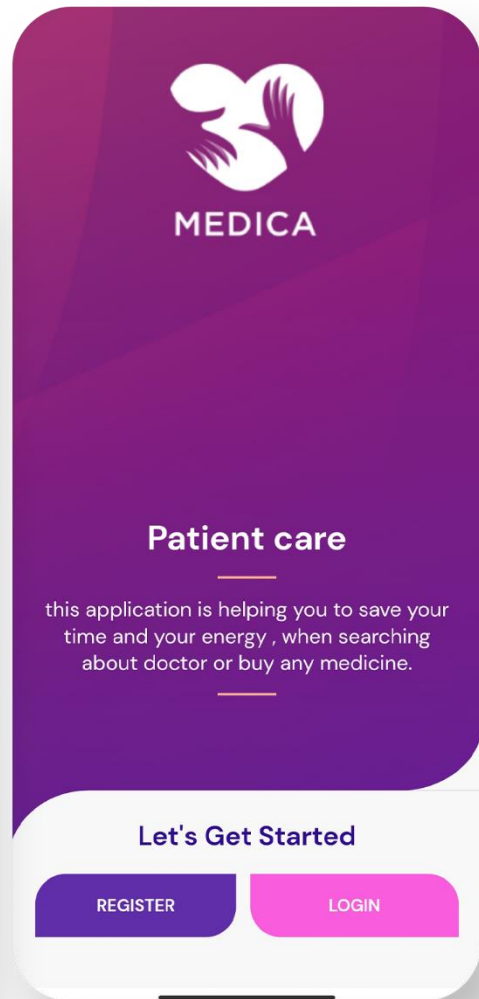 MEDICA
Patient care
this application is helping you to save your
time and your energy , when searching
about doctor or buy any medicine.
Let's Get Started
REGISTER
LOGIN